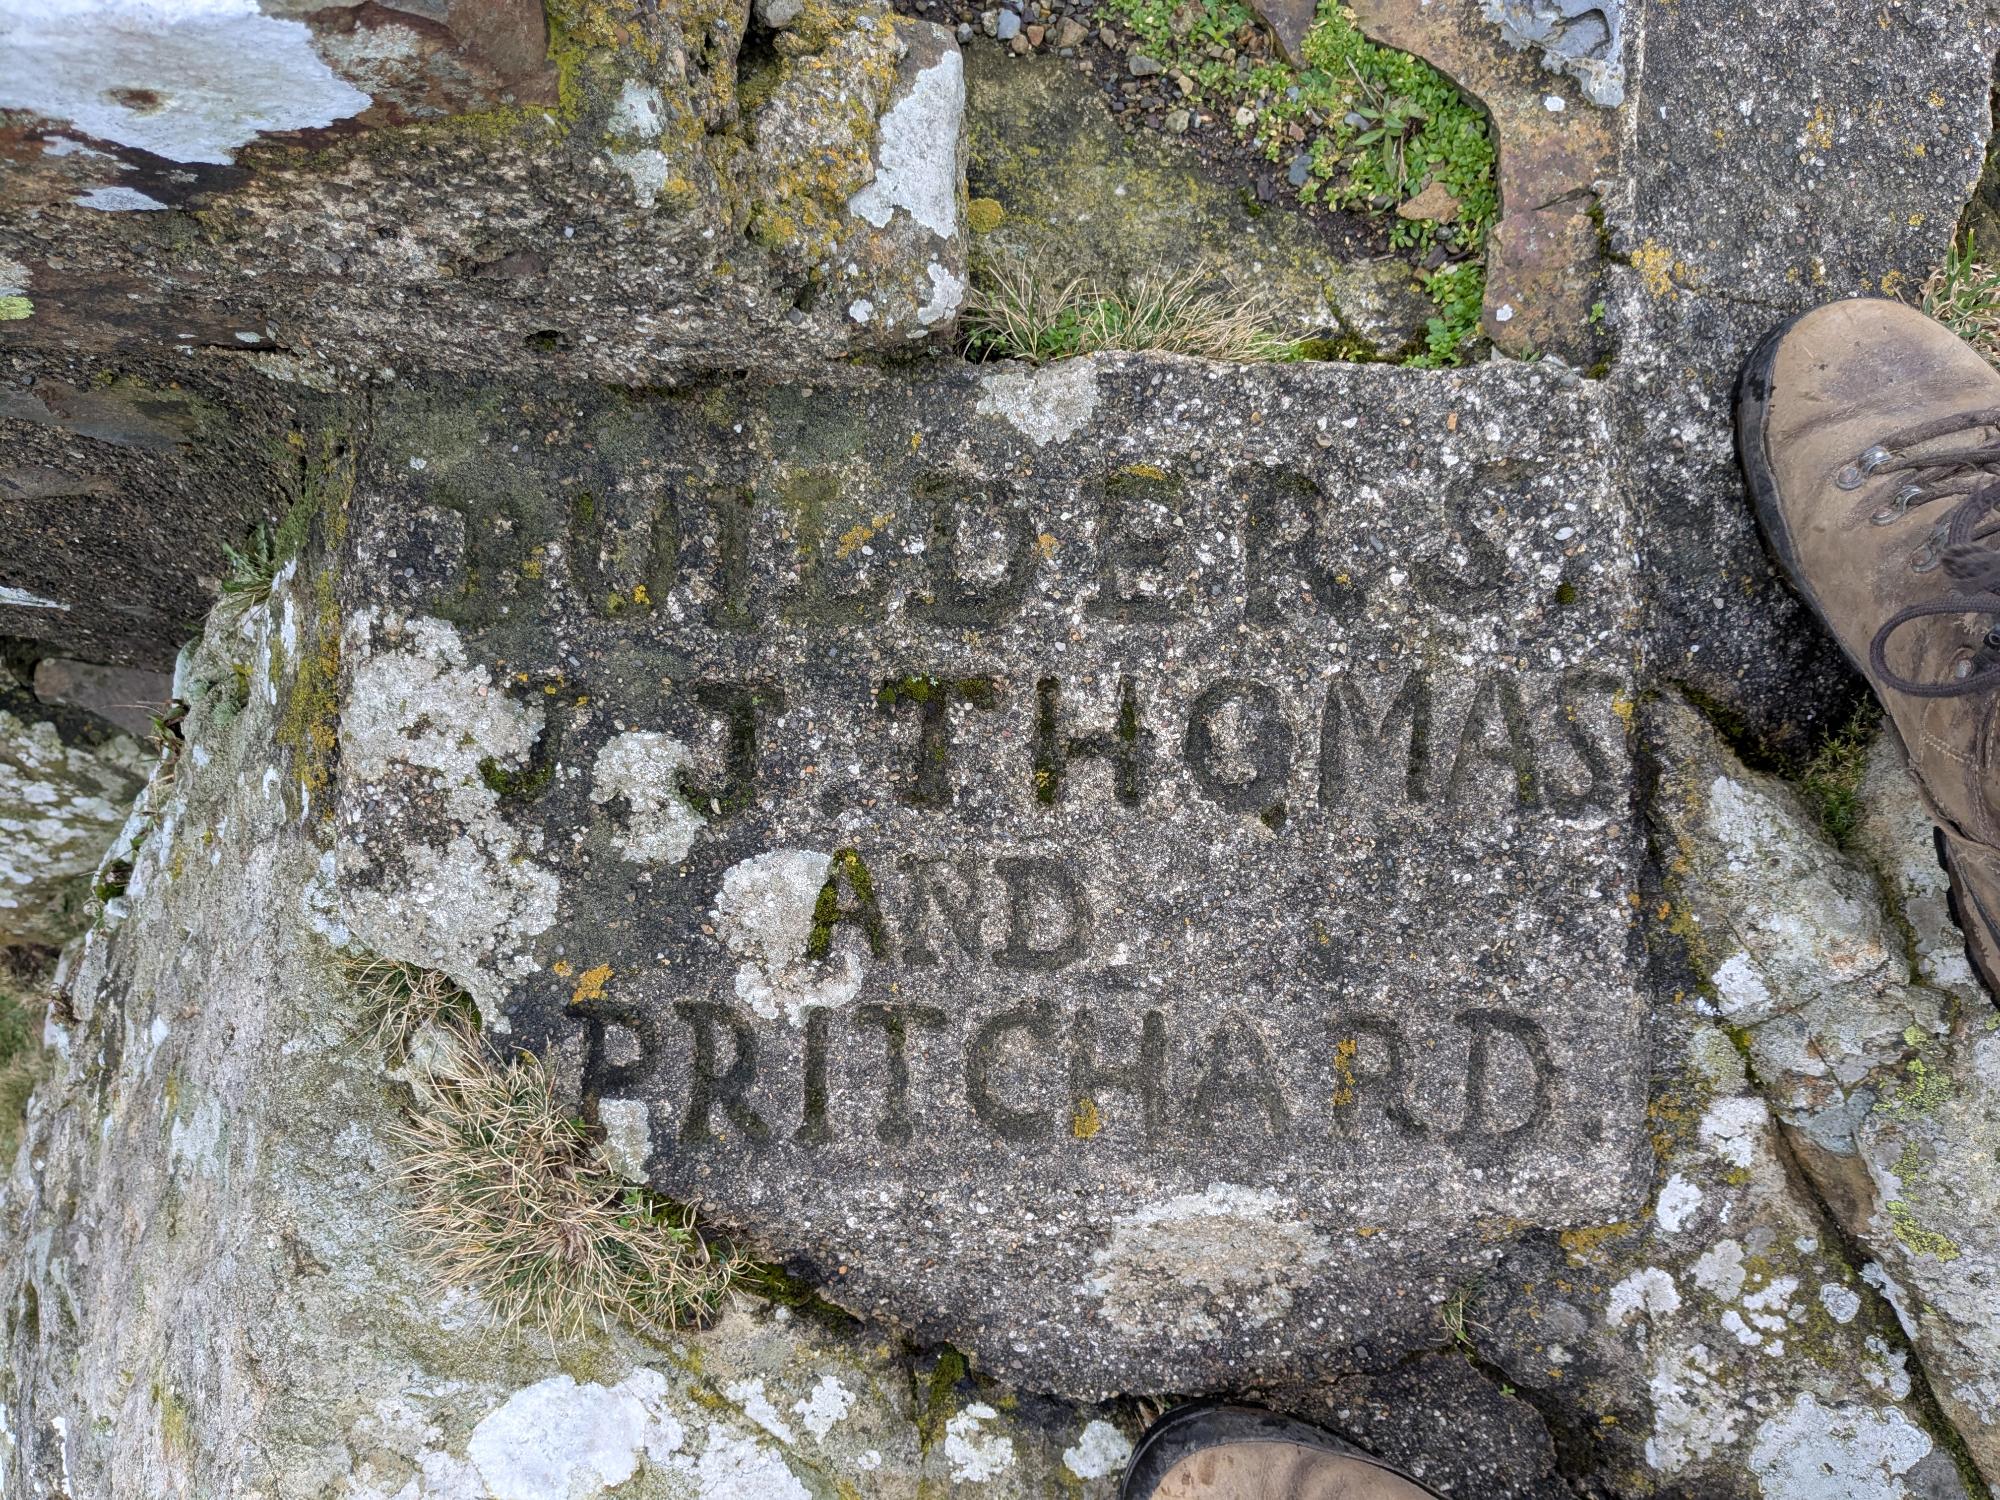 BUILDERS.
J. J. THOMAS
AND
PRITCHARD.